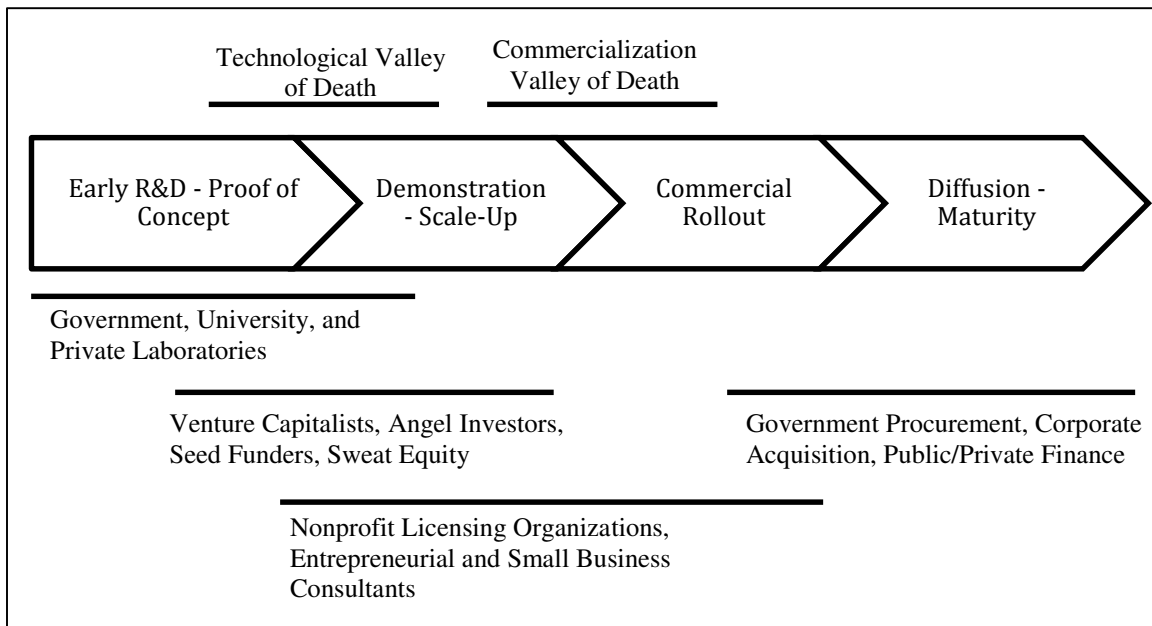 Technological Valley
of Death
Commercialization
Valley of Death
Early R&D - Proof of
Concept
Demonstration
- Scale-Up
Commercial
Rollout
Diffusion -
Maturity
Government, University, and
Private Laboratories
Venture Capitalists, Angel Investors,
Seed Funders, Sweat Equity
Government Procurement, Corporate
Acquisition, Public/Private Finance
Nonprofit Licensing Organizations,
Entrepreneurial and Small Business
Consultants